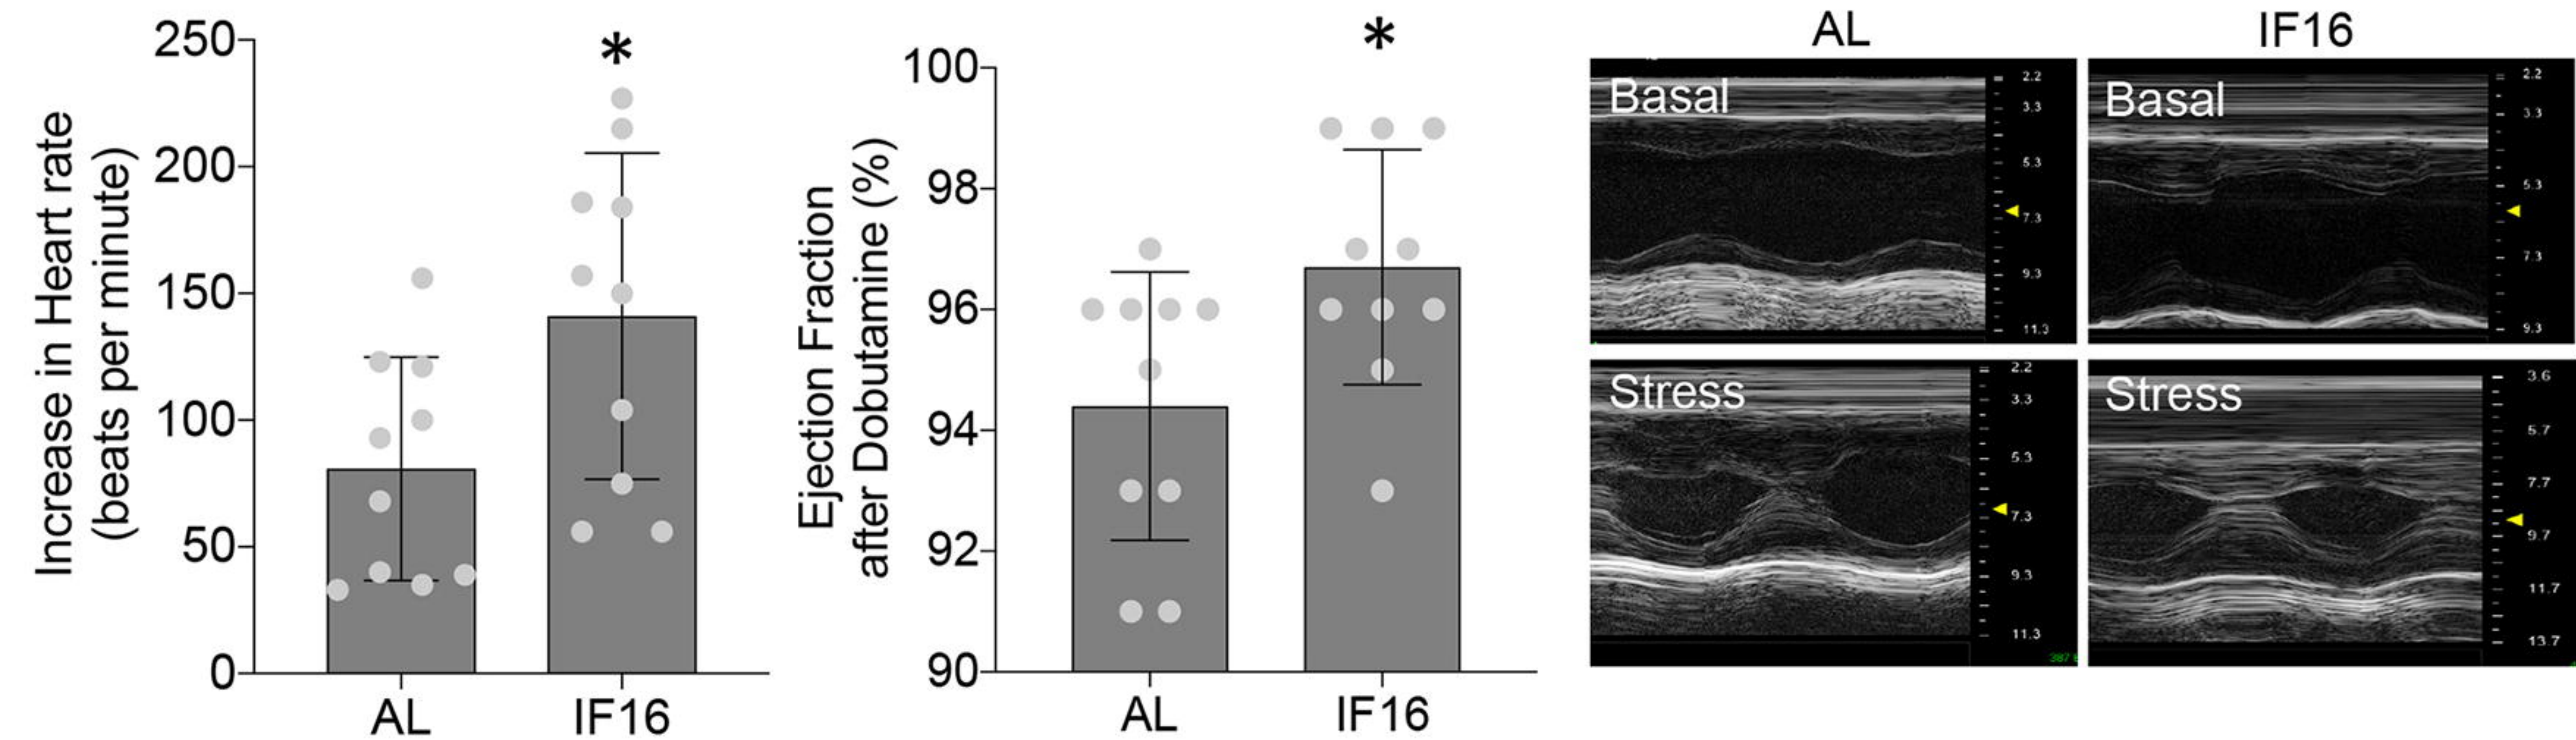 Increase in Heart rate
(beats per minute)
250
200
150
100
50
0
*
AL
IF16
Ejection Fraction
after Dobutamine (%)
100
98
96
94
92
90
*
AL
IF16
AL
IF16
Basal
2.2
3.3
5.3
7.3
9.3
11.3
Basal
2.2
3.3
5.3
7.3
9.3
Stress
2.2
3.3
5.3
7.3
9.3
11.3
387
Stress
3.6
5.7
7.7
9.7
11.7
13.7